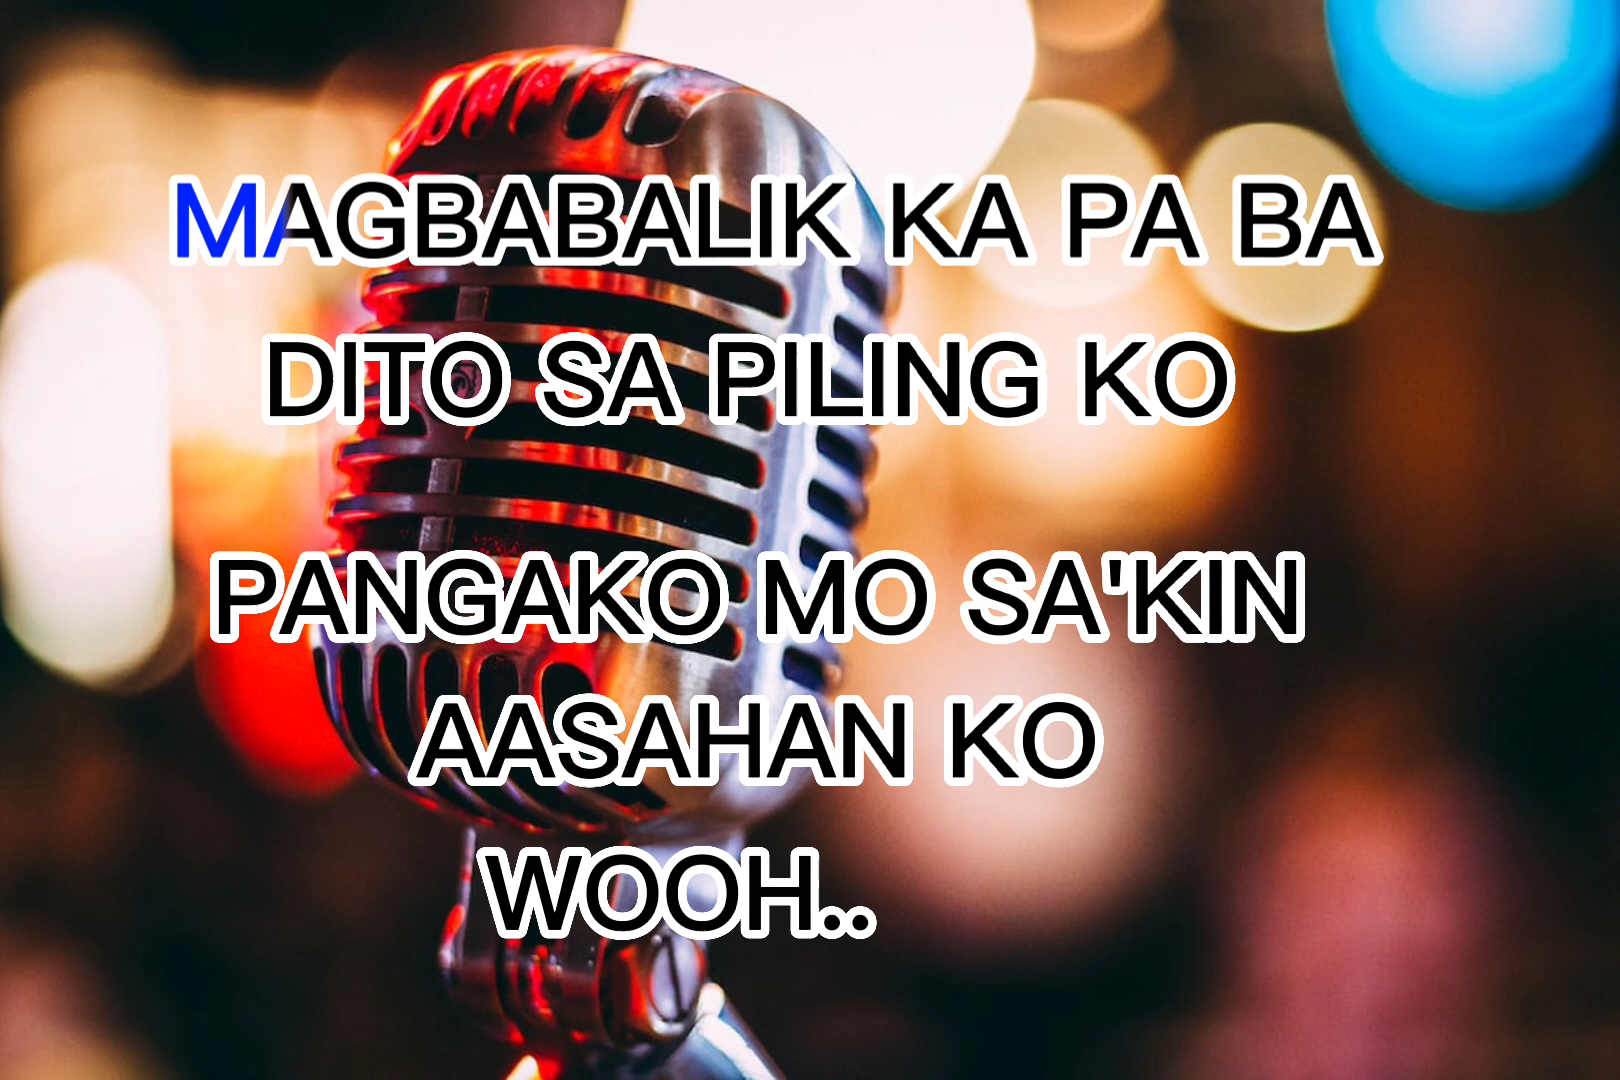 MAGBABALIK KA PA BA
DITO SA PILING KO
PANGAKO MO SA'KIN
AASAHAN KO
WOOH..